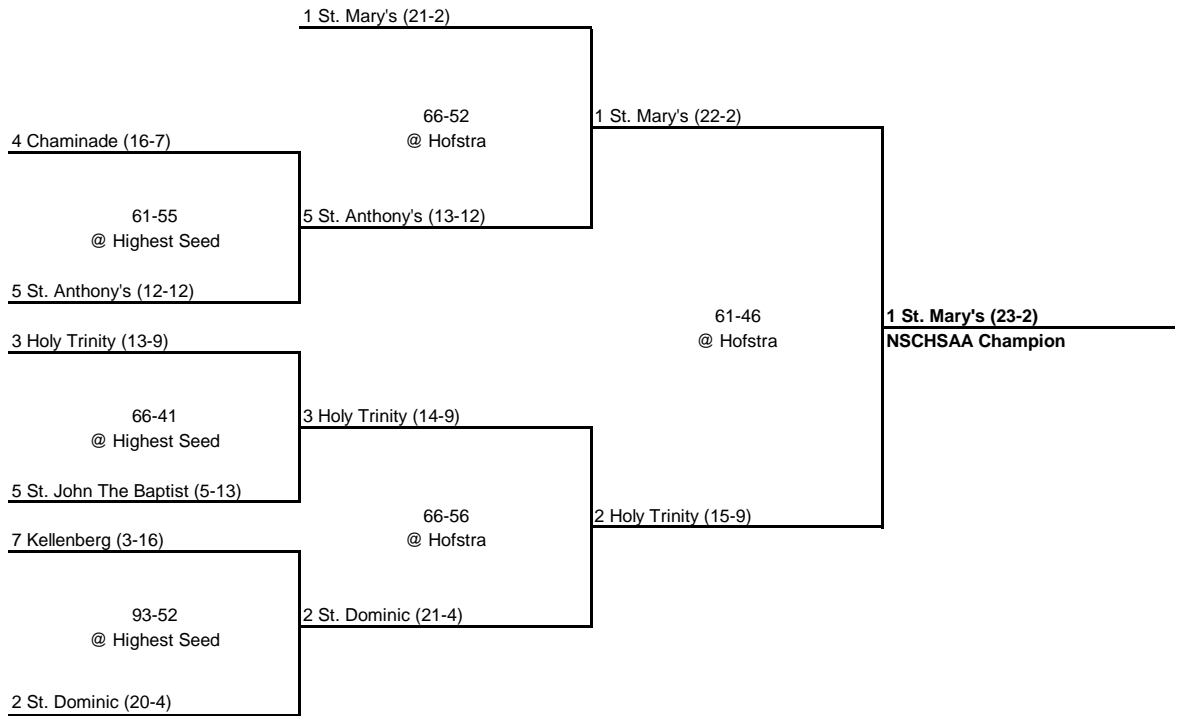 1 St. Mary's (21-2)
66-52
@ Hofstra
1 St. Mary's (22-2)
4 Chaminade (16-7)
61-55
@ Highest Seed
5 St. Anthony's (13-12)
5 St. Anthony's (12-12)
61-46
@ Hofstra
1 St. Mary's (23-2)
NSCHSAA Champion
3 Holy Trinity (13-9)
66-41
@ Highest Seed
3 Holy Trinity (14-9)
5 St. John The Baptist (5-13)
66-56
@ Hofstra
2 Holy Trinity (15-9)
7 Kellenberg (3-16)
93-52
@ Highest Seed
2 St. Dominic (21-4)
2 St. Dominic (20-4)